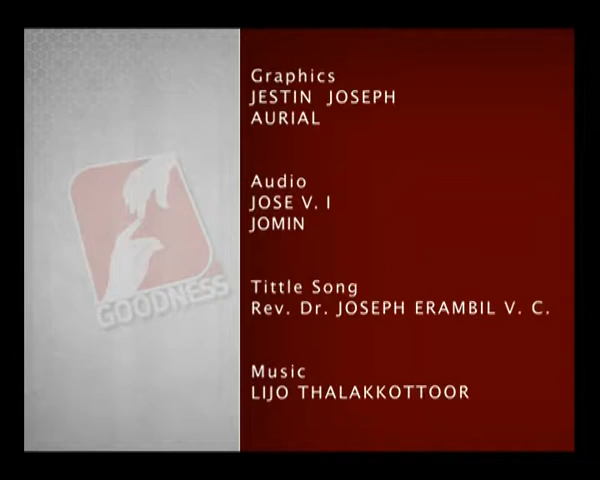 Graphics
JESTIN JOSEPH
AURIAL
Audio
JOSE V. I
JOMIN
Tittle Song
Rev. Dr. JOSEPH ERAMBIL V. C.
Music
LIJO THALAKKOTTOOR
GOODNESS